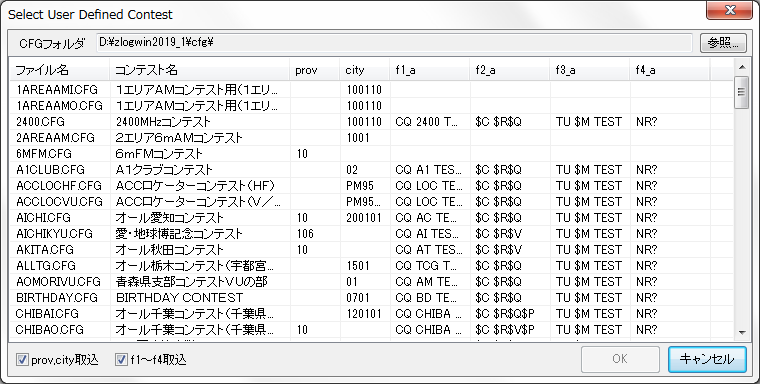 Select User Defined Contest
CFGフォルダ D:¥zlogwin2019_1¥cfg¥ 参照...
ファイル名 コンテスト名 prov city f1_a f2_a f3_a f4_a
1AREAAMI.CFG 1エリアAMコンテスト用(1エリ... 100110
1AREAAMO.CFG 1エリアAMコンテスト用(1エリ... 100110
2400.CFG 2400MHzコンテスト 100110 CQ 2400 T... $C $R$Q TU $M TEST NR?
2AREAAM.CFG 2エリア6mAMコンテスト 1001
6MFM.CFG 6mFMコンテスト 10
A1CLUB.CFG A1クラブコンテスト 02 CQ A1 TES... $C $R$Q TU $M TEST NR?
ACCLOCHF.CFG ACCロケーターコンテスト(HF) PM95 CQ LOC TE... $C $R$Q TU $M TEST NR?
ACCLOCVU.CFG ACCロケーターコンテスト(V/... PM95... CQ LOC TE... $C $R$Q TU $M TEST NR?
AICHI.CFG オール愛知コンテスト 10 200101 CQ AC TE... $C $R$Q TU $M TEST NR?
AICHIKYU.CFG 愛・地球博記念コンテスト 106 CQ AI TES... $C $R$V TU $M TEST NR?
AKITA.CFG オール秋田コンテスト 10 CQ AT TES... $C $R$V TU $M TEST NR?
ALLTG.CFG オール栃木コンテスト(宇都宮... 1501 CQ TCG T... $C $R$Q TU $M TEST NR?
AOMORIVU.CFG 青森県支部コンテストVUの部 01 CQ AM TE... $C $R$Q TU $M TEST NR?
BIRTHDAY.CFG BIRTHDAY CONTEST 0701 CQ BD TE... $C $R$Q TU $M TEST NR?
CHIBAI.CFG オール千葉コンテスト(千葉県... 120101 CQ CHIBA ... $C $R$Q$P TU $M TEST NR?
CHIBAO.CFG オール千葉コンテスト(千葉県... 10 CQ CHIBA ... $C $R$V$P TU $M TEST NR?
prov,city取込 f1～f4取込 OK キャンセル